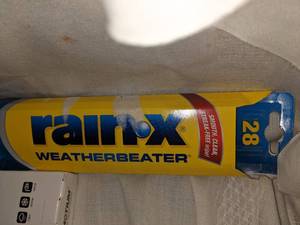 rain-x
WEATHERBEATER
SMOOTH, CLEAN,
STREAK-FREE wipe!
28